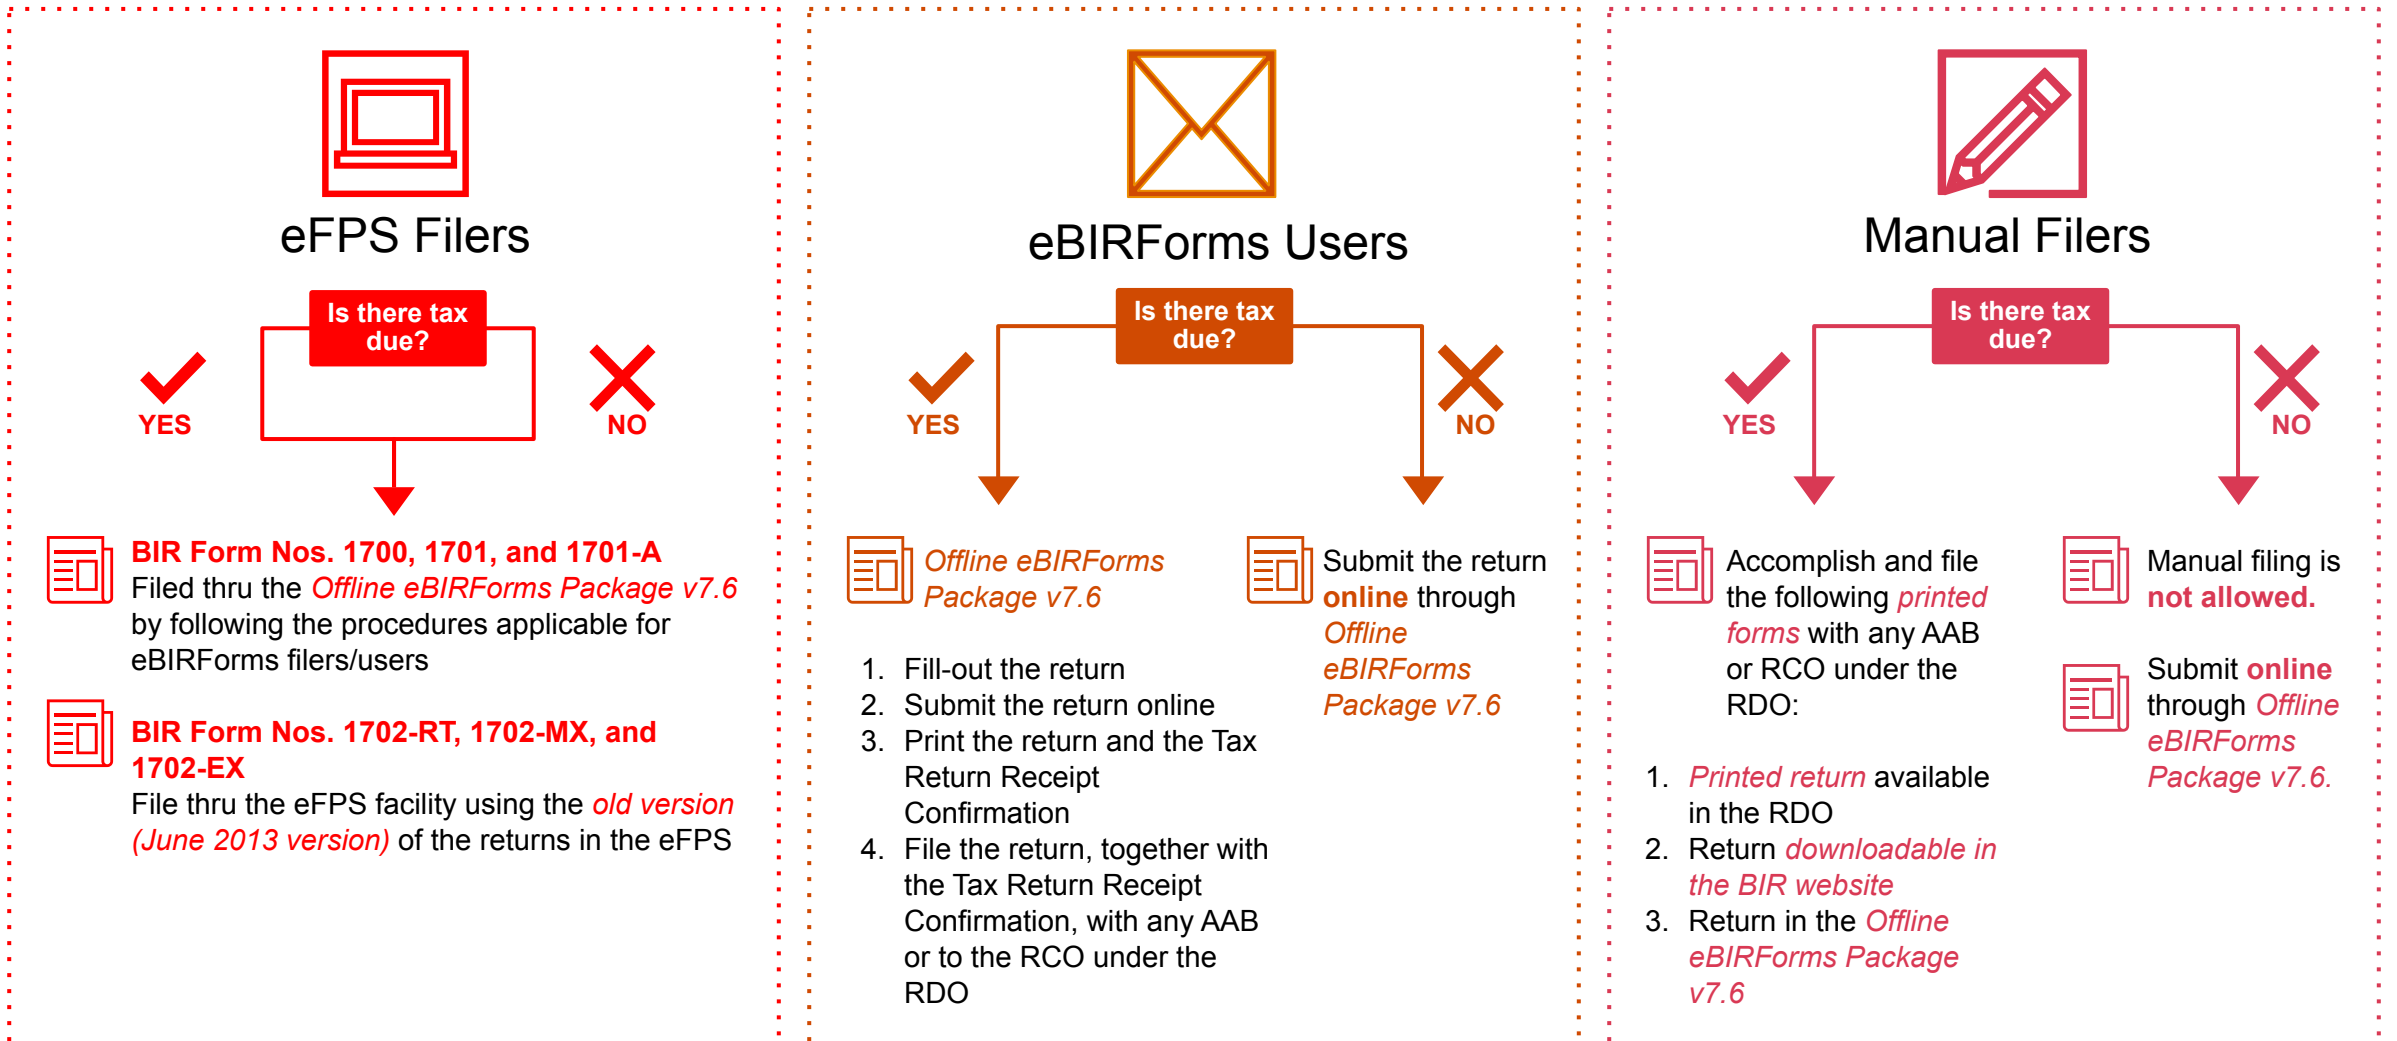 eFPS Filers
Is there tax
due?
YES
NO
BIR Form Nos. 1700, 1701, and 1701-A
Filed thru the Offline eBIRForms Package v7.6
by following the procedures applicable for
eBIRForms filers/users
BIR Form Nos. 1702-RT, 1702-MX, and
1702-EX
File thru the eFPS facility using the old version
(June 2013 version) of the returns in the eFPS
eBIRForms Users
Is there tax
due?
YES
NO
Offline eBIRForms
Package v7.6
1. Fill-out the return
2. Submit the return online
3. Print the return and the Tax
Return Receipt
Confirmation
4. File the return, together with
the Tax Return Receipt
Confirmation, with any AAB
or to the RCO under the
RDO
Submit the return
online through
Offline
eBIRForms
Package v7.6
Manual Filers
Is there tax
due?
YES
NO
Accomplish and file
the following printed
forms with any AAB
or RCO under the
RDO:
1. Printed return available
in the RDO
2. Return downloadable in
the BIR website
3. Return in the Offline
eBIRForms Package
v7.6
Manual filing is
not allowed.
Submit online
through Offline
eBIRForms
Package v7.6.